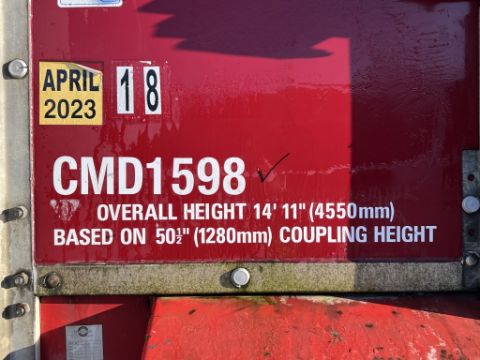 APRIL 18
2023
CMD1598
OVERALL HEIGHT 14' 11" (4550mm)
BASED ON 50½" (1280mm) COUPLING HEIGHT